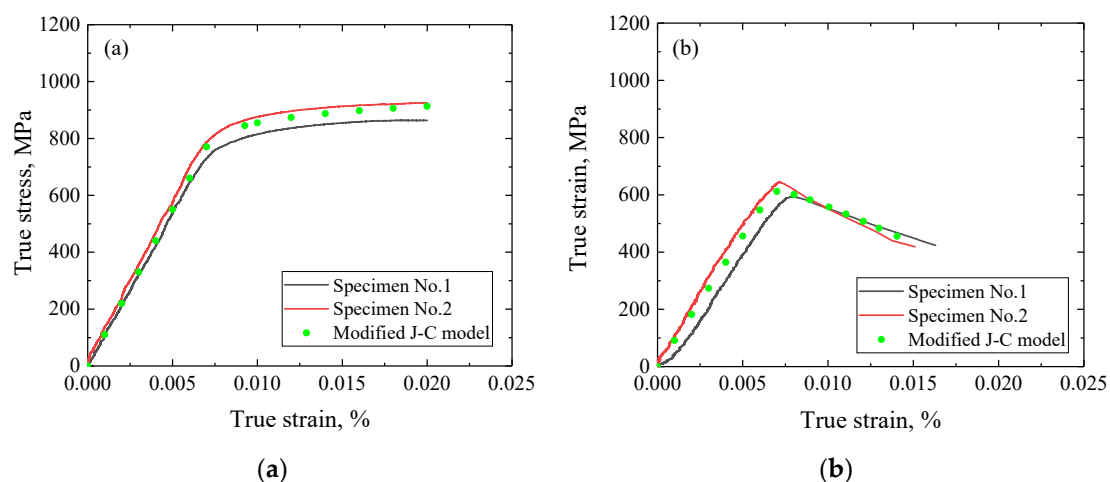 (a)
True stress, MPa
1200
1000
800
600
400
200
0
0.000 0.005 0.010 0.015 0.020 0.025
True strain, %
Specimen No.1
Specimen No.2
Modified J-C model
(a)
(b)
True strain, MPa
1200
1000
800
600
400
200
0
0.000 0.005 0.010 0.015 0.020 0.025
True strain, %
Specimen No.1
Specimen No.2
Modified J-C model
(b)